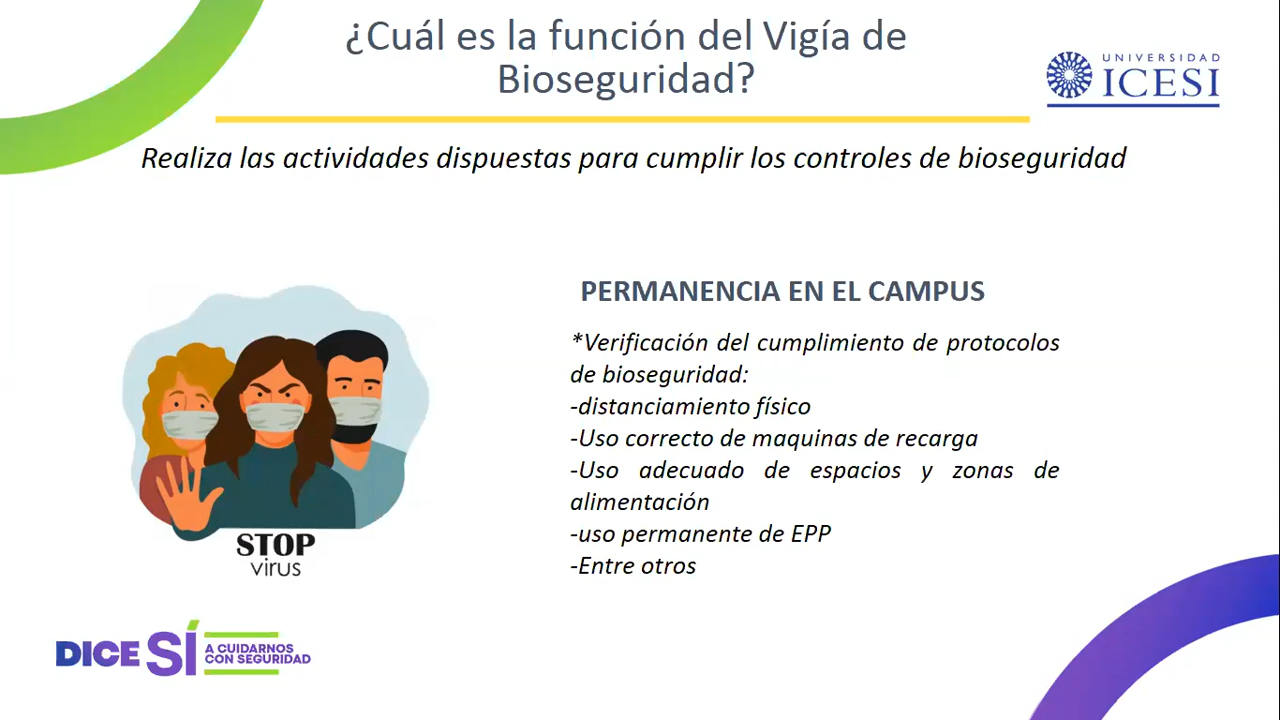 ¿Cuál es la función del Vigía de
Bioseguridad?
UNIVERSIDAD
ICESI
Realiza las actividades dispuestas para cumplir los controles de bioseguridad
PERMANENCIA EN EL CAMPUS
*Verificación del cumplimiento de protocolos
de bioseguridad:
-distanciamiento físico
-Uso correcto de maquinas de recarga
-Uso adecuado de espacios y zonas de
alimentación
-uso permanente de EPP
-Entre otros
STOP
virus
DICE SÍ
A CUIDARNOS
CON SEGURIDAD